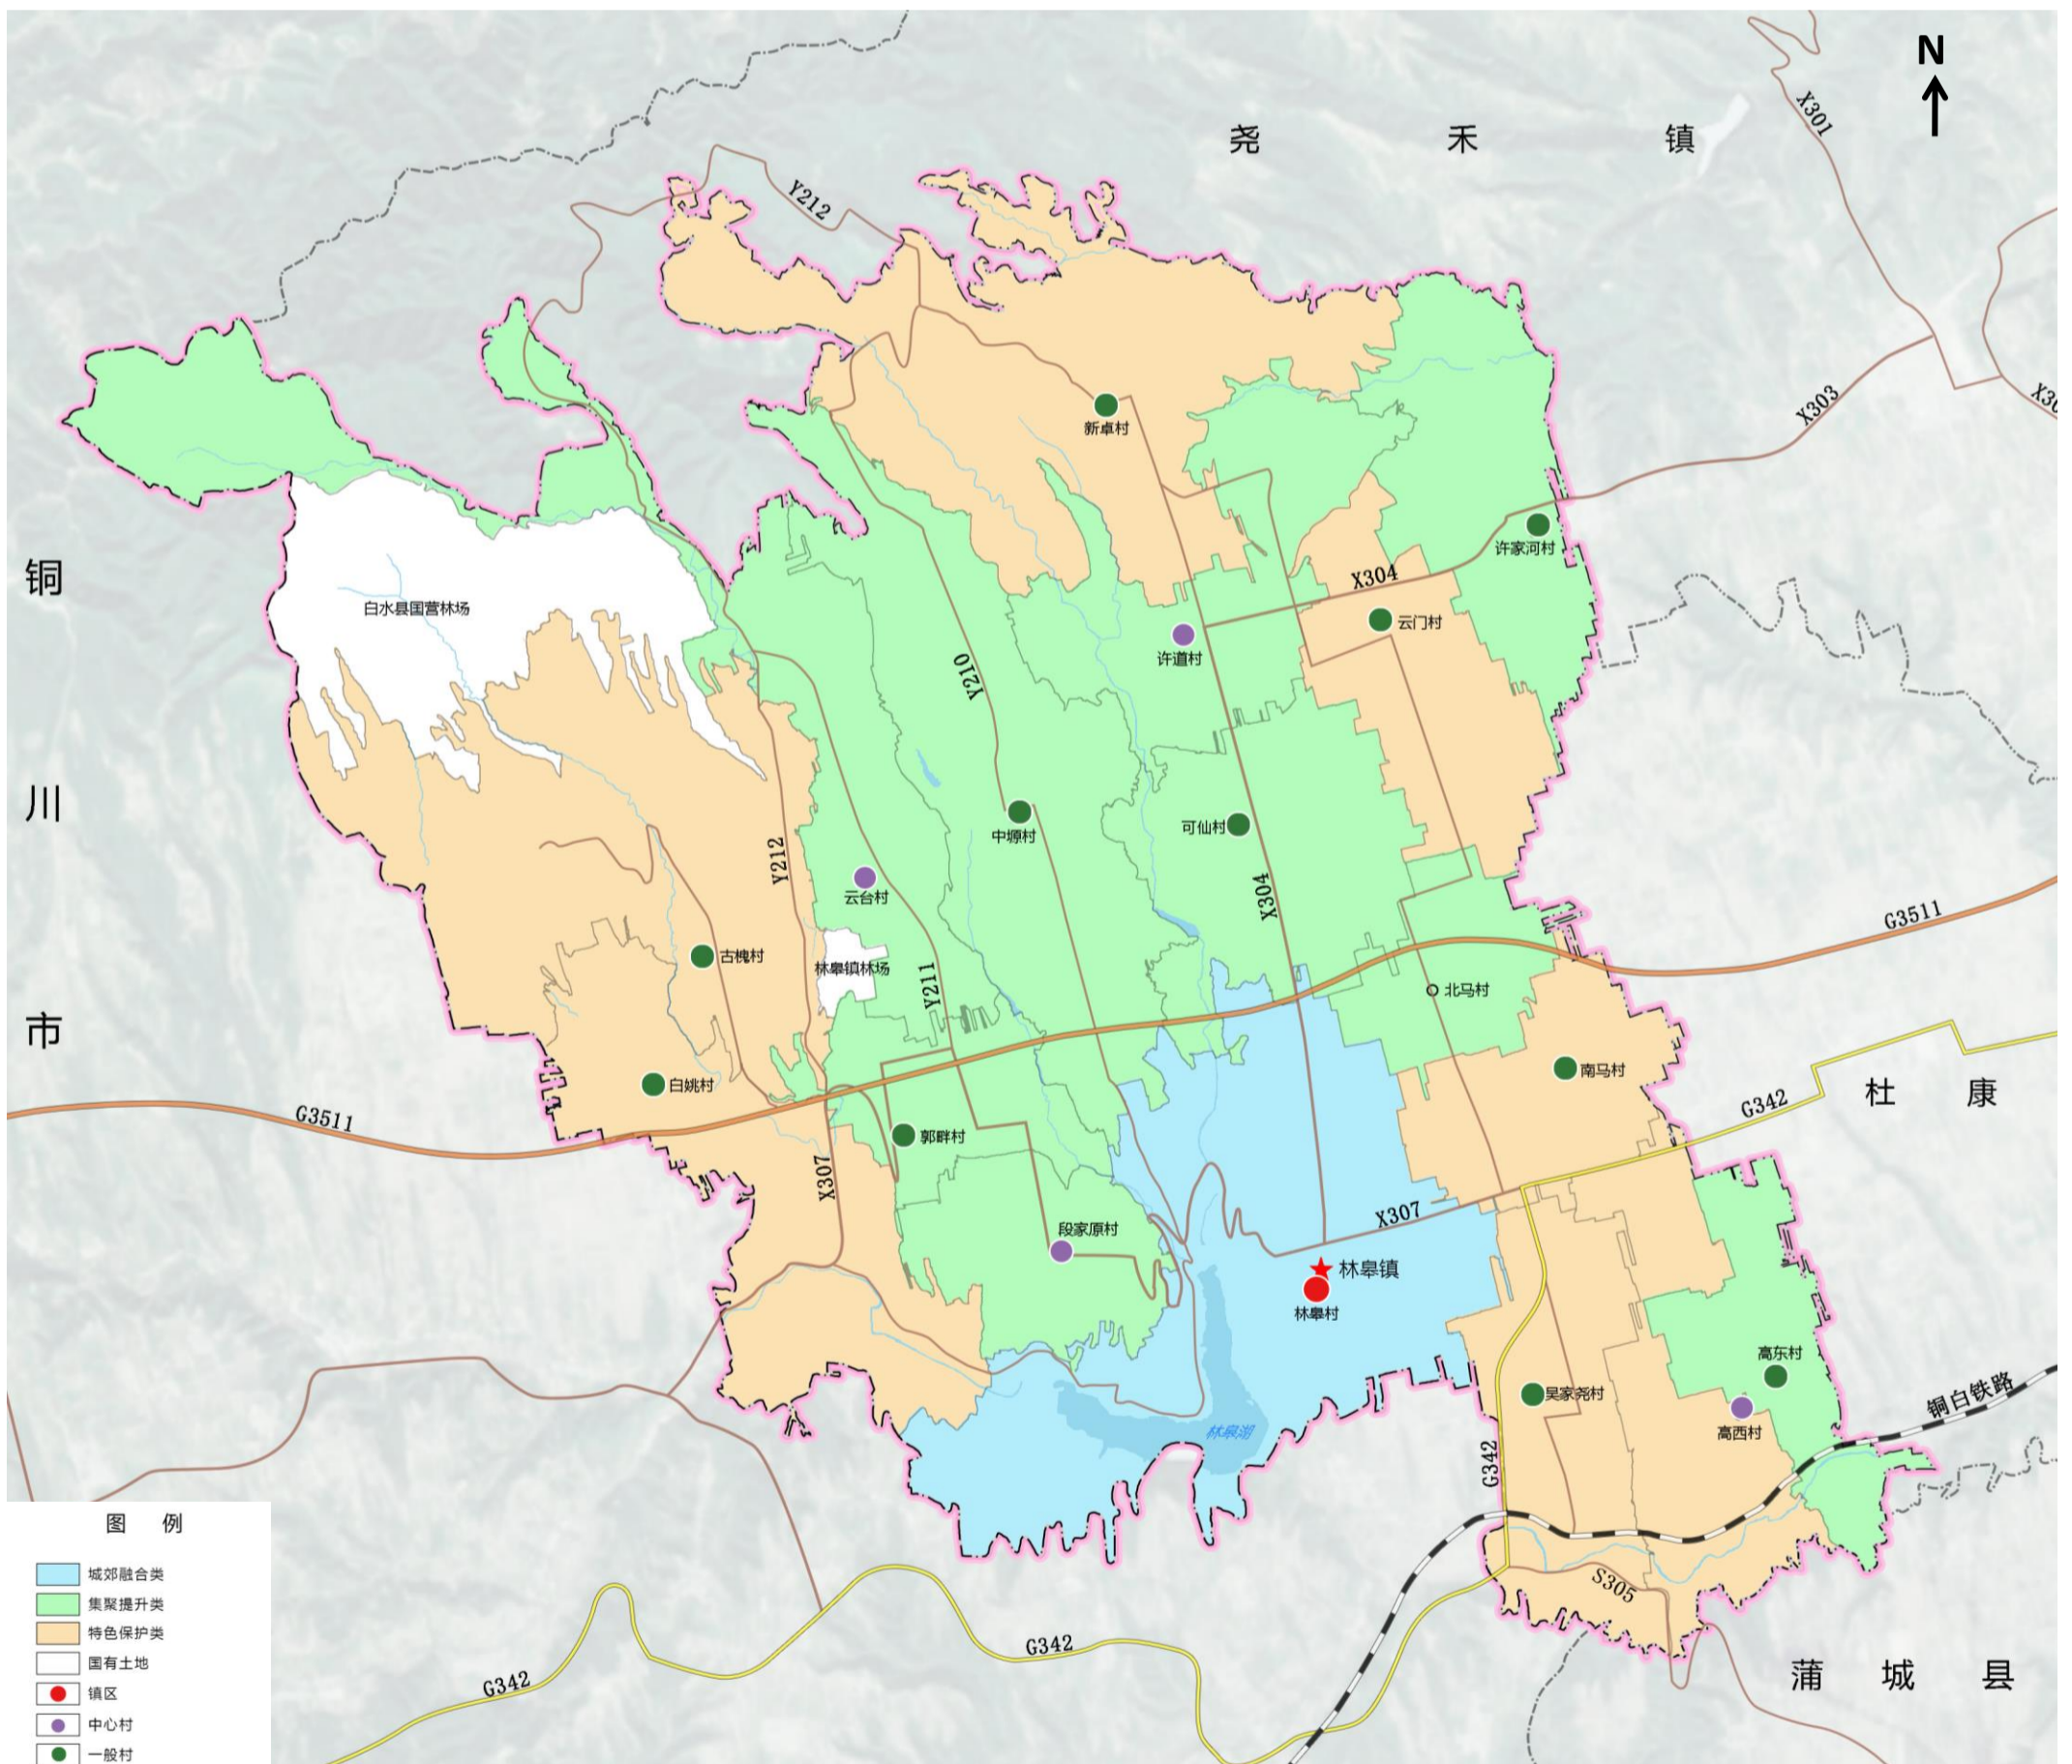 N
尧 禾 镇
X301
Y212
X303
X30
新卓村
许家河村
X304
铜 川 市
白水县国营林场
云门村
许道村
Y210
中塬村
可仙村
Y212
云台村
X304
G3511
古槐村
林皋镇林场
Y211
北马村
白姚村
南马村
杜 康
G342
G3511
郭畔村
X307
段家原村
X307
林皋镇
林皋村
高东村
吴家尧村
铜白铁路
高西村
林皋湖
G342
S305
G342
G342
蒲 城 县
图 例
城郊融合类
集聚提升类
特色保护类
国有土地
镇区
中心村
一般村